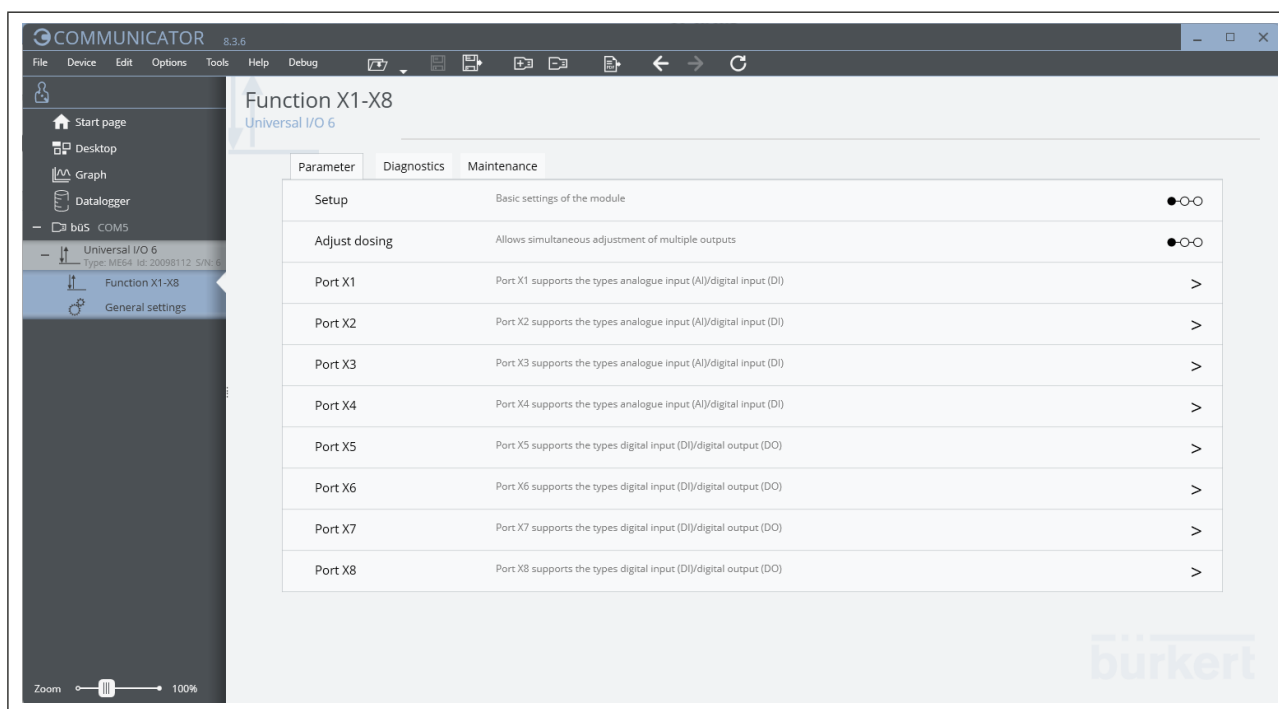 COMMUNICATOR 8.3.6
File Device Edit Options Tools Help Debug
Start page
Desktop
Graph
Datalogger
büS COM5
Universal I/O 6
Type: ME64 Id: 20098112 S/N: 6
Function X1-X8
General settings
Zoom 100%
Function X1-X8
Universal I/O 6
Parameter Diagnostics Maintenance
Setup Basic settings of the module
Adjust dosing Allows simultaneous adjustment of multiple outputs
Port X1 Port X1 supports the types analogue input (AI)/digital input (DI)
Port X2 Port X2 supports the types analogue input (AI)/digital input (DI)
Port X3 Port X3 supports the types analogue input (AI)/digital input (DI)
Port X4 Port X4 supports the types analogue input (AI)/digital input (DI)
Port X5 Port X5 supports the types digital input (DI)/digital output (DO)
Port X6 Port X6 supports the types digital input (DI)/digital output (DO)
Port X7 Port X7 supports the types digital input (DI)/digital output (DO)
Port X8 Port X8 supports the types digital input (DI)/digital output (DO)
bürkert